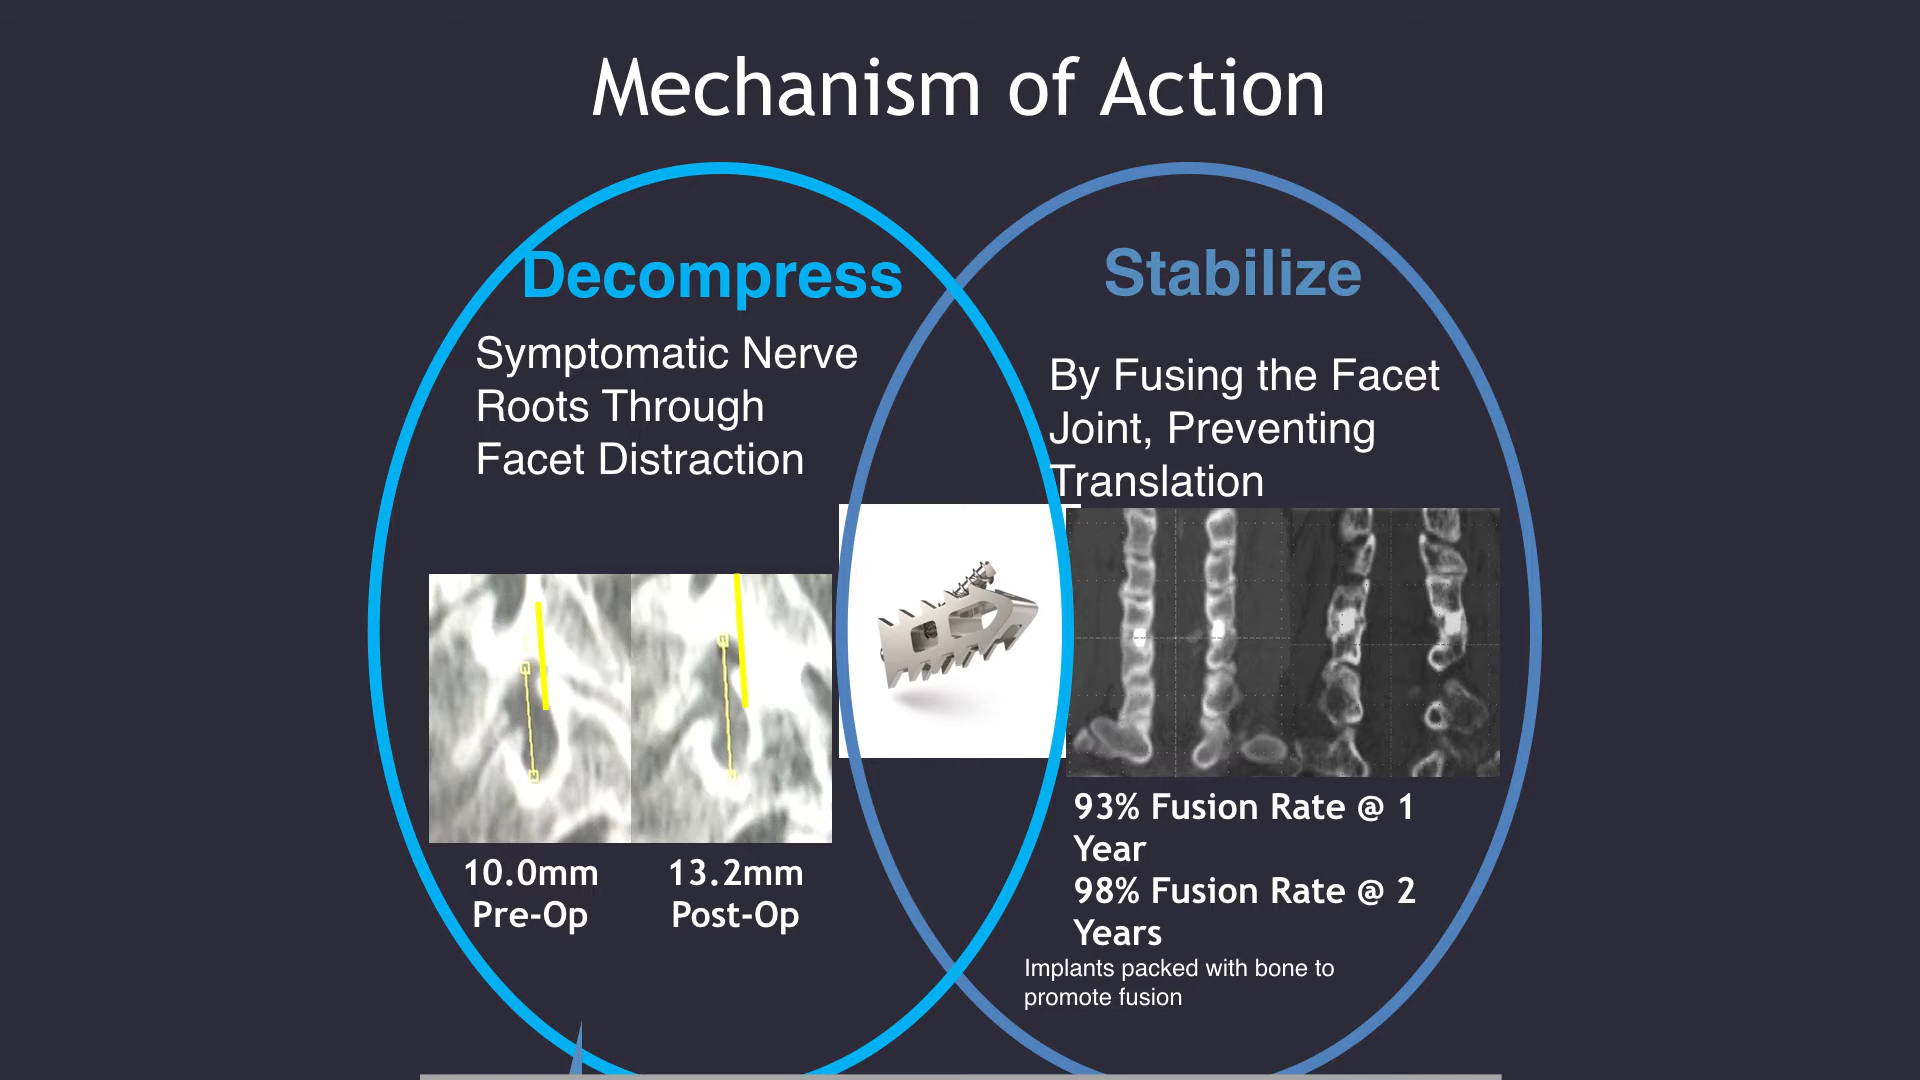 Mechanism of Action
Decompress
Symptomatic Nerve
Roots Through
Facet Distraction
10.0mm
Pre-Op
13.2mm
Post-Op
Stabilize
By Fusing the Facet
Joint, Preventing
Translation
93% Fusion Rate @ 1
Year
98% Fusion Rate @ 2
Years
Implants packed with bone to
promote fusion